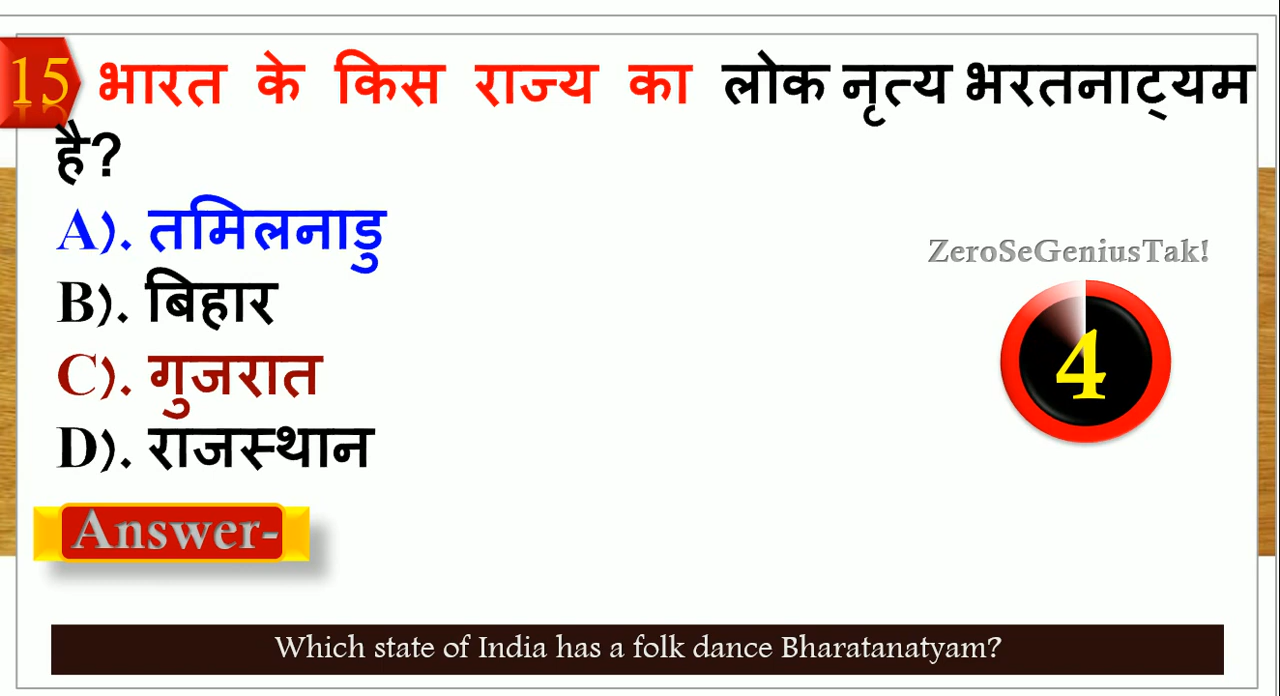 15 भारत के किस राज्य का लोक नृत्य भरतनाट्यम
है?
A). तमिलनाडु
ZeroSeGeniusTak!
B). बिहार
4
C). गुजरात
D). राजस्थान
Answer-
Which state of India has a folk dance Bharatanatyam?